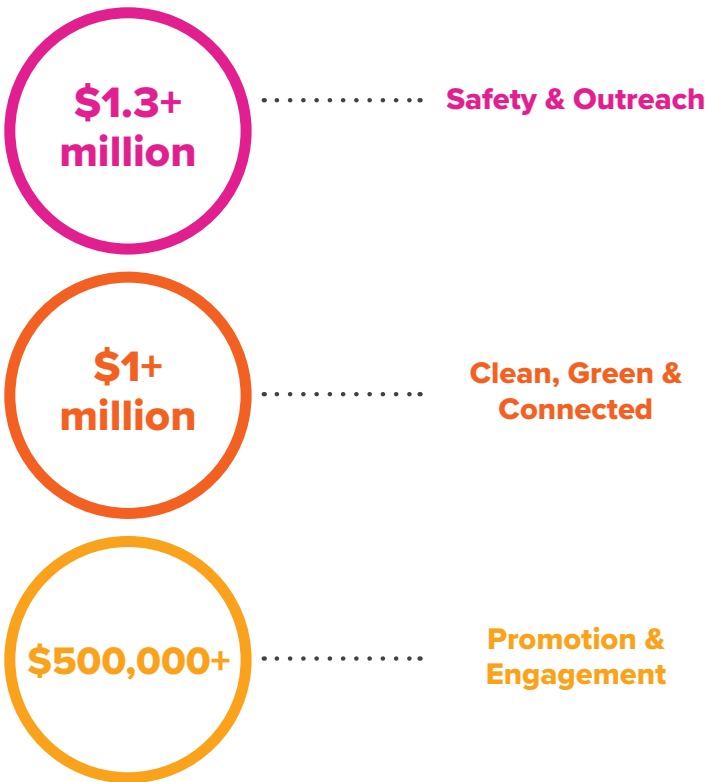 $1.3+
million
Safety & Outreach
$1+
million
Clean, Green &
Connected
$500,000+
Promotion &
Engagement